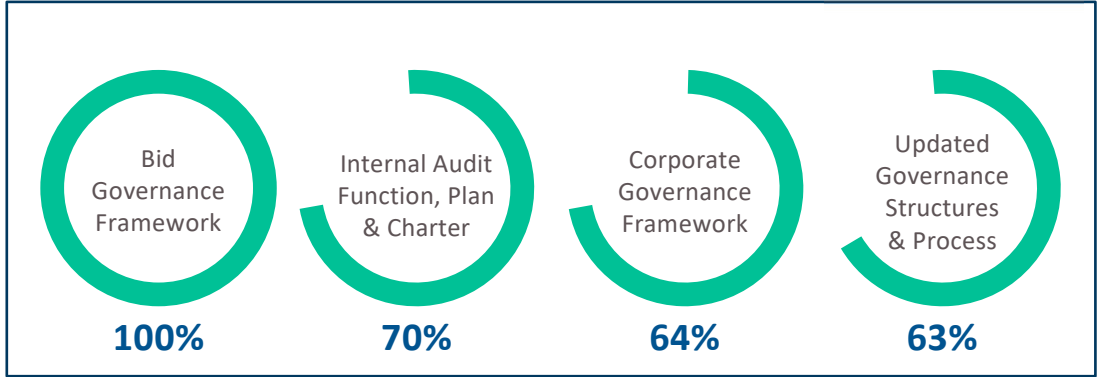 Bid
Governance
Framework
100%
Internal Audit
Function, Plan
& Charter
70%
Corporate
Governance
Framework
64%
Updated
Governance
Structures
& Process
63%